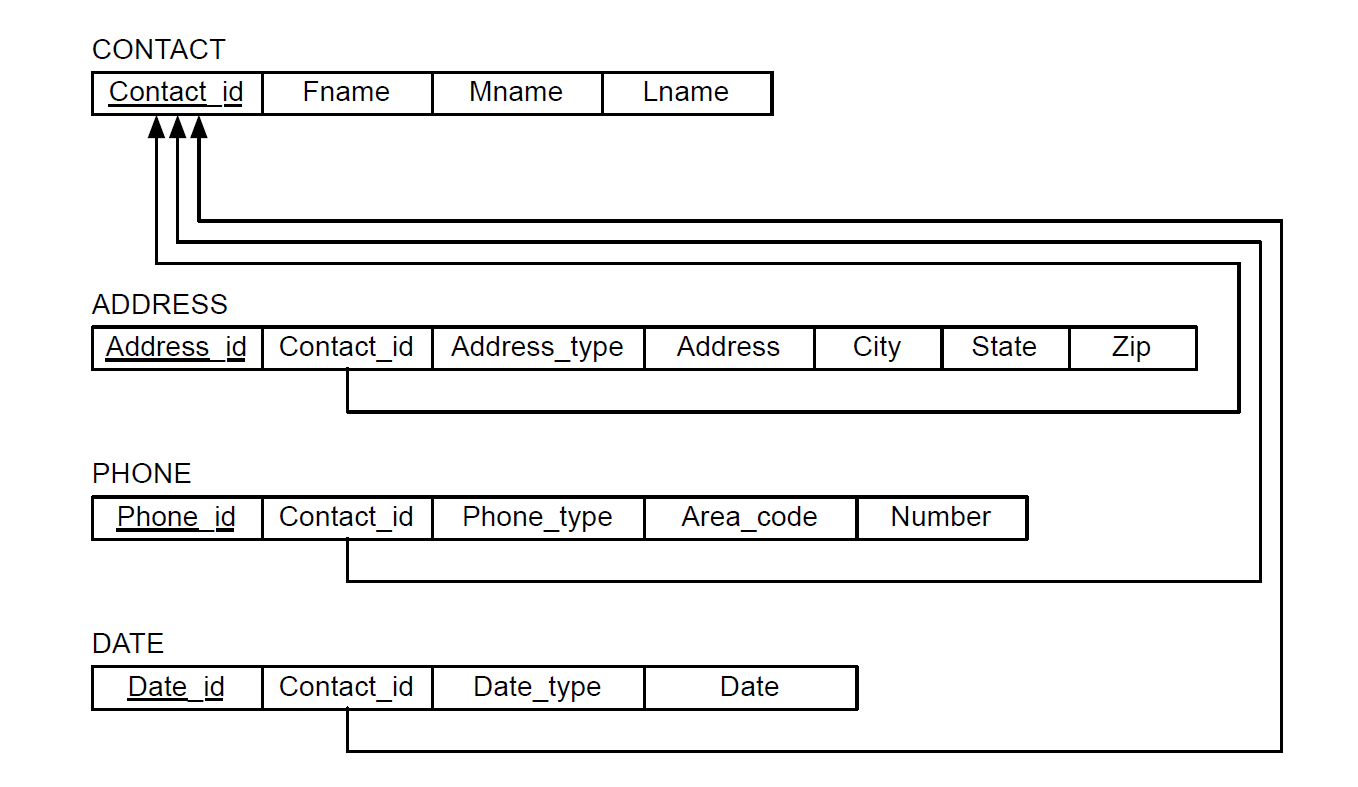 CONTACT
Contact_id Fname Mname Lname
ADDRESS
Address_id Contact_id Address_type Address City State Zip
PHONE
Phone_id Contact_id Phone_type Area_code Number
DATE
Date_id Contact_id Date_type Date